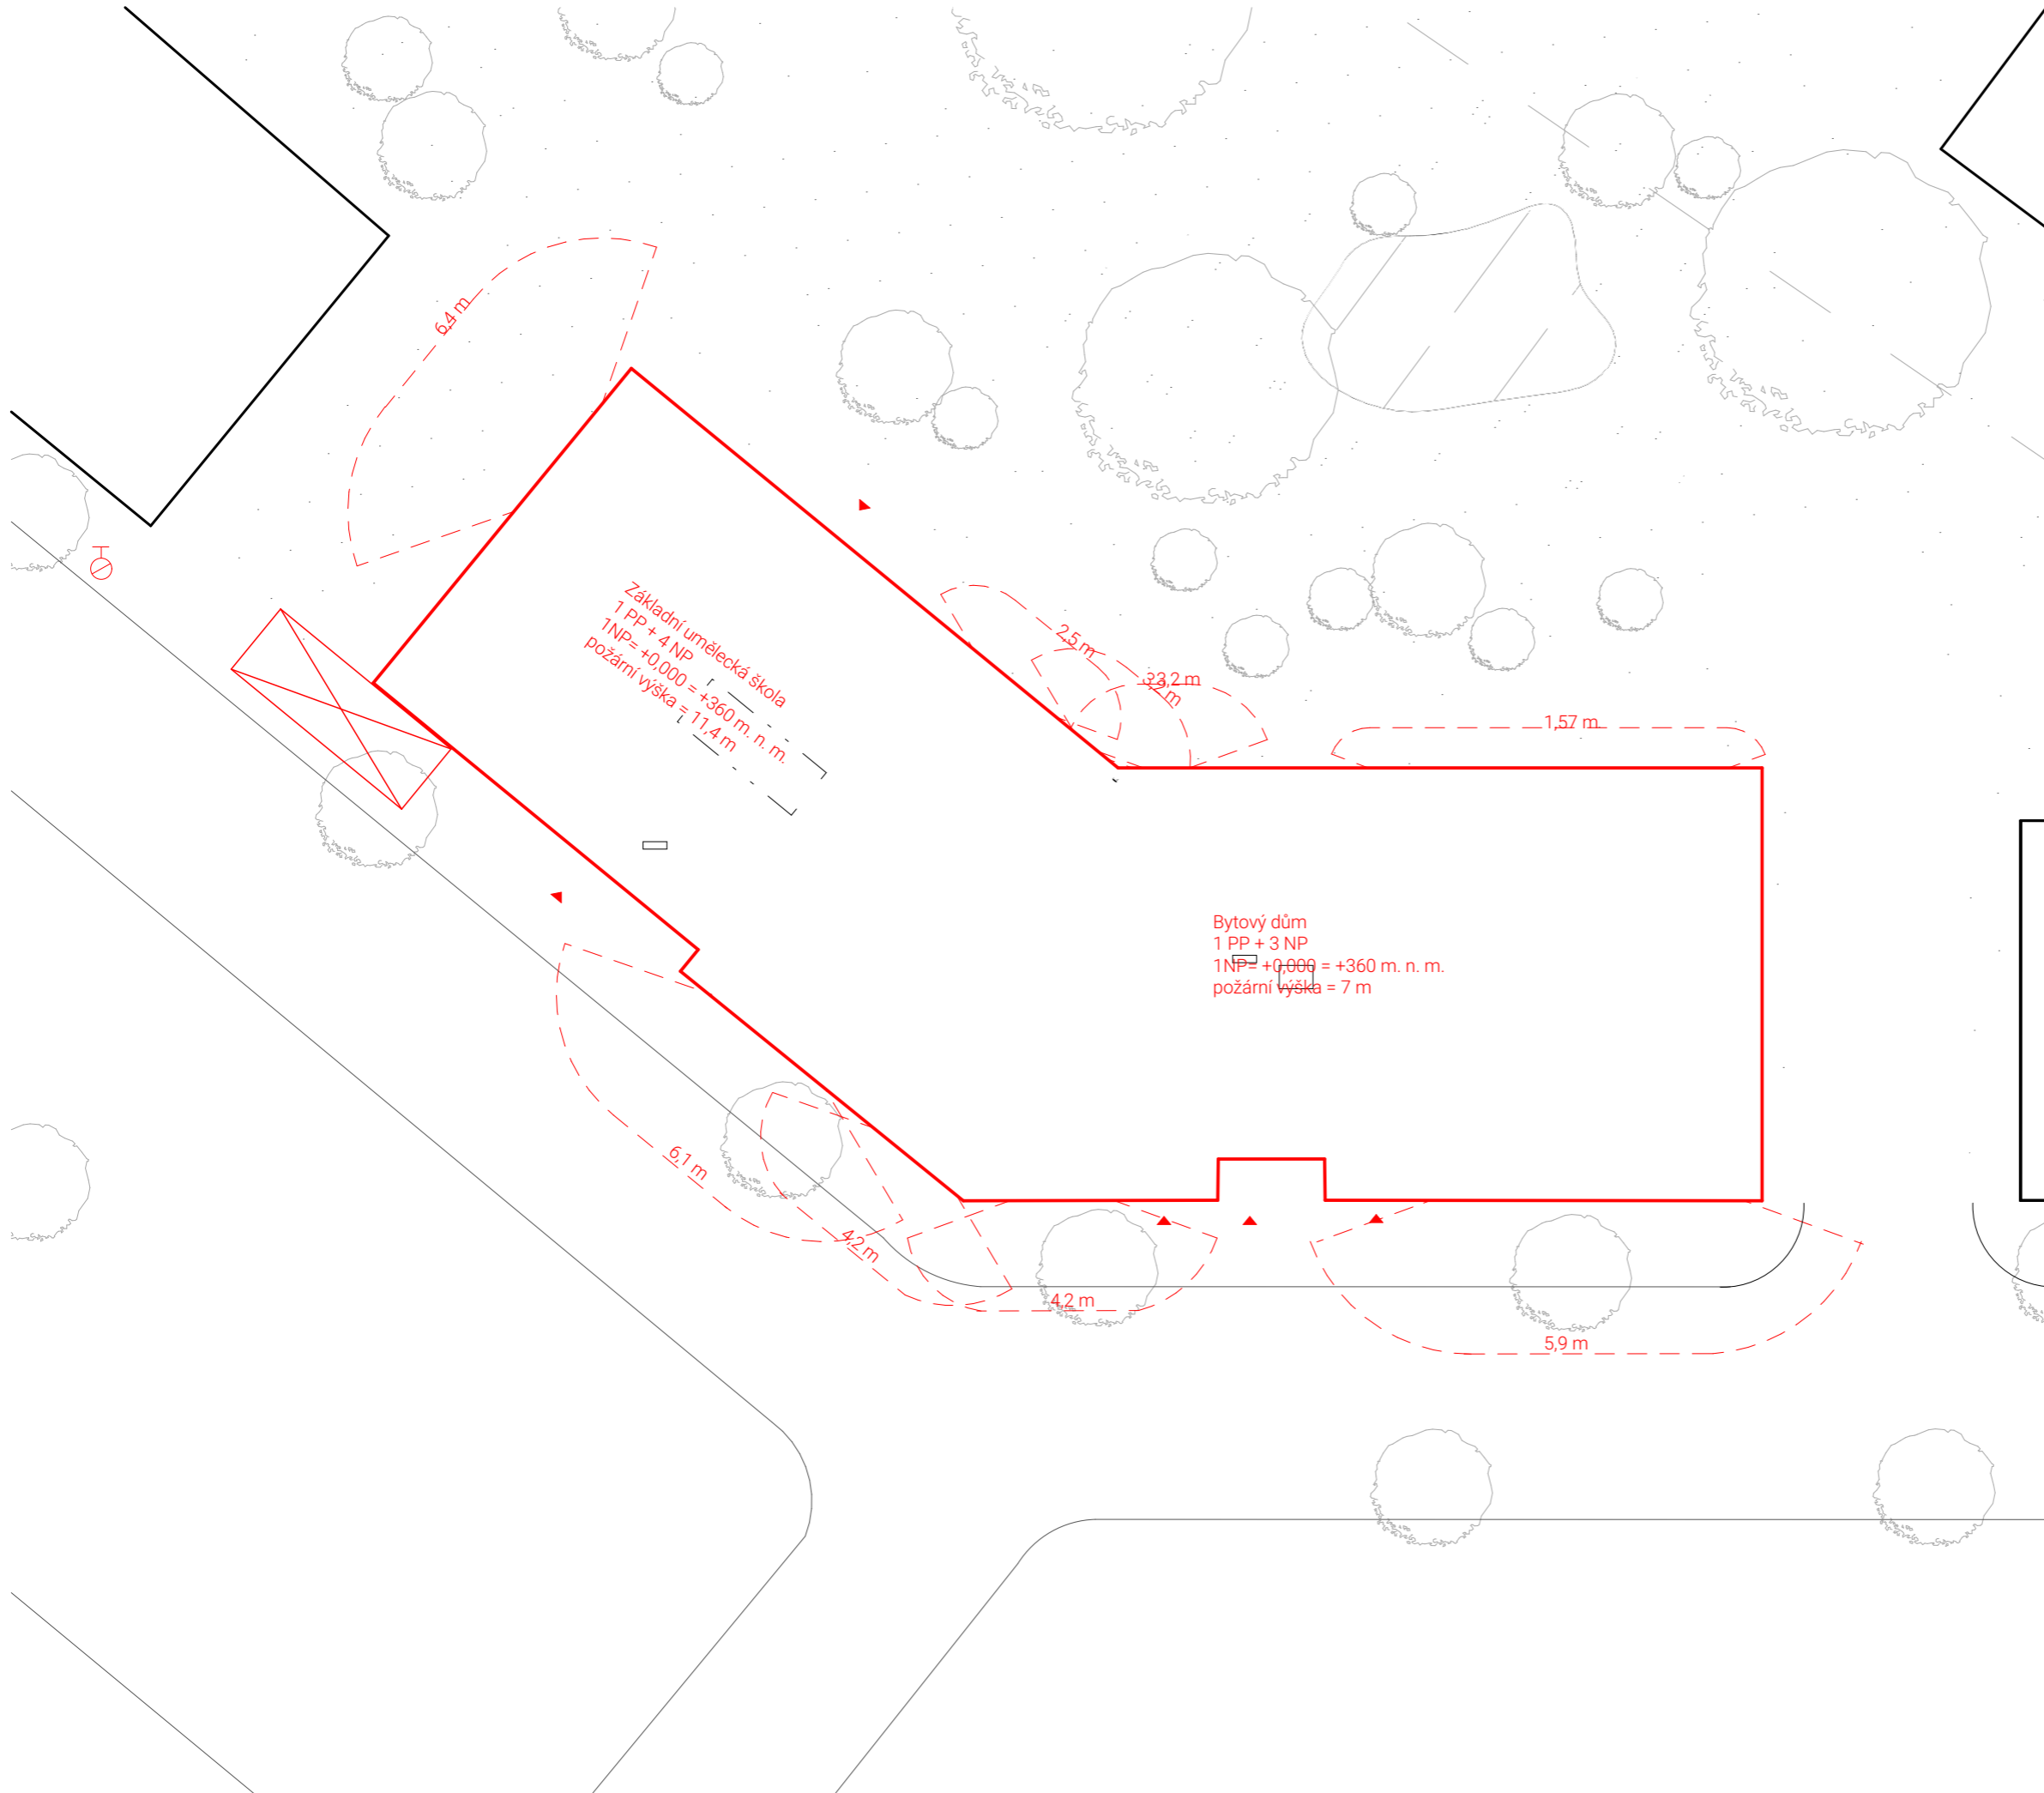 6,4 m
Základní umělecká škola
1 PP + 4 NP
1NP= +0,000 = +360 m. n. m.
požární výška = 11,4 m
2,5 m
3,2 m
1,57 m
Bytový dům
1 PP + 3 NP
1NP= +0,000 = +360 m. n. m.
požární výška = 7 m
6,1 m
4,2 m
4,2 m
5,9 m